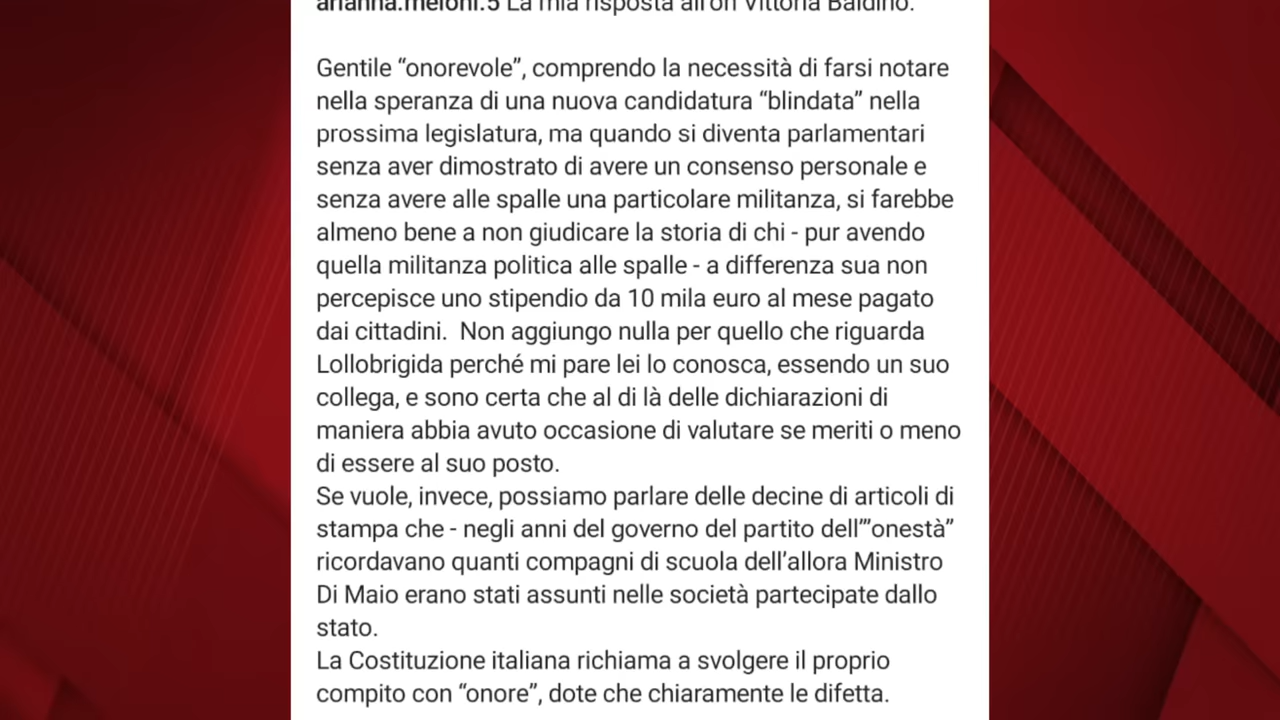 arianna.meloni.5 La mia risposta all'on Vittoria Baldino.
Gentile “onorevole”, comprendo la necessità di farsi notare
nella speranza di una nuova candidatura “blindata” nella
prossima legislatura, ma quando si diventa parlamentari
senza aver dimostrato di avere un consenso personale e
senza avere alle spalle una particolare militanza, si farebbe
almeno bene a non giudicare la storia di chi - pur avendo
quella militanza politica alle spalle - a differenza sua non
percepisce uno stipendio da 10 mila euro al mese pagato
dai cittadini.  Non aggiungo nulla per quello che riguarda
Lollobrigida perché mi pare lei lo conosca, essendo un suo
collega, e sono certa che al di là delle dichiarazioni di
maniera abbia avuto occasione di valutare se meriti o meno
di essere al suo posto.
Se vuole, invece, possiamo parlare delle decine di articoli di
stampa che - negli anni del governo del partito dell’”onestà”
ricordavano quanti compagni di scuola dell’allora Ministro
Di Maio erano stati assunti nelle società partecipate dallo
stato.
La Costituzione italiana richiama a svolgere il proprio
compito con “onore”, dote che chiaramente le difetta.